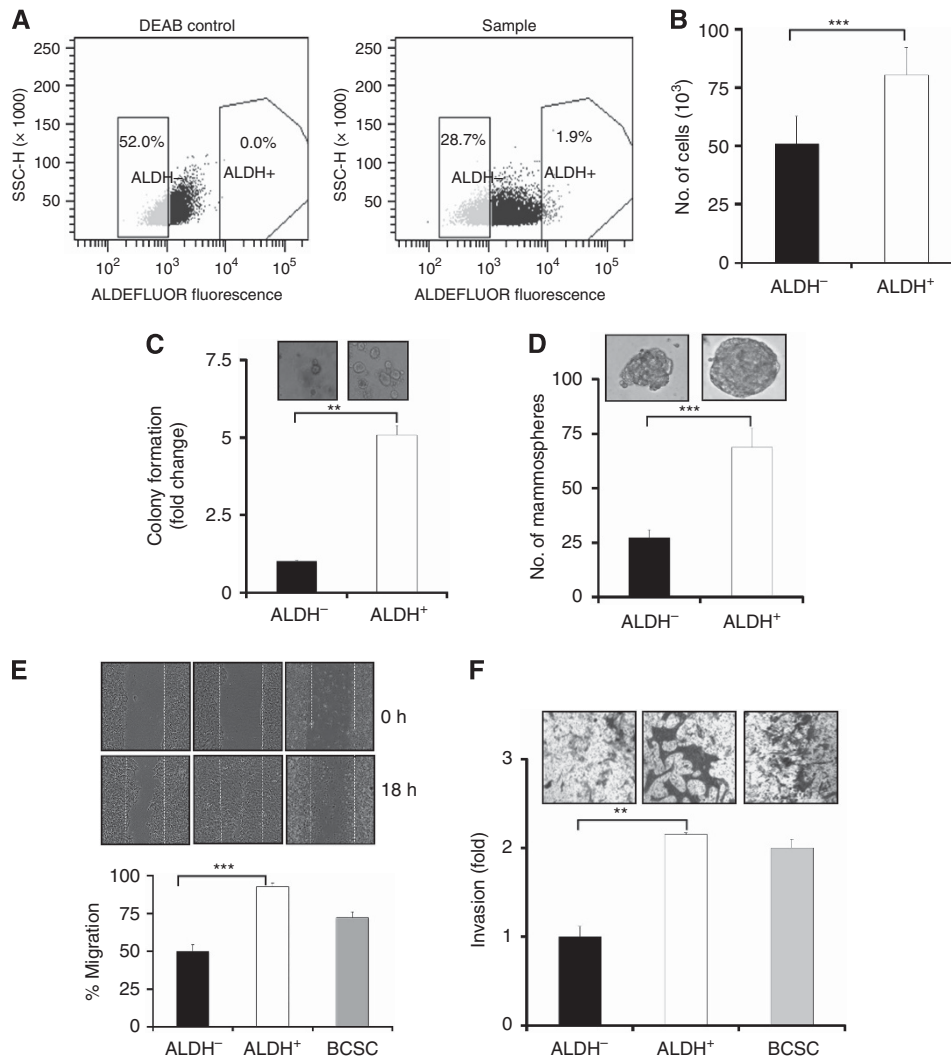 A
DEAB control
Sample
SSC-H (× 1000)
250
200
150
100
50
52.0%
0.0%
ALDH–
ALDH+
10² 10³ 10⁴ 10⁵
ALDEFLUOR fluorescence
SSC-H (× 1000)
250
200
150
100
50
28.7%
1.9%
ALDH–
ALDH+
10² 10³ 10⁴ 10⁵
ALDEFLUOR fluorescence
B
No. of cells (10³)
100
75
50
25
0
***
ALDH⁻ ALDH⁺
C
Colony formation
(fold change)
7.5
5
2.5
0
**
ALDH⁻ ALDH⁺
D
No. of mammospheres
100
75
50
25
0
***
ALDH⁻ ALDH⁺
E
0 h
18 h
% Migration
100
75
50
25
0
***
ALDH⁻ ALDH⁺ BCSC
F
Invasion (fold)
3
2
1
0
**
ALDH⁻ ALDH⁺ BCSC